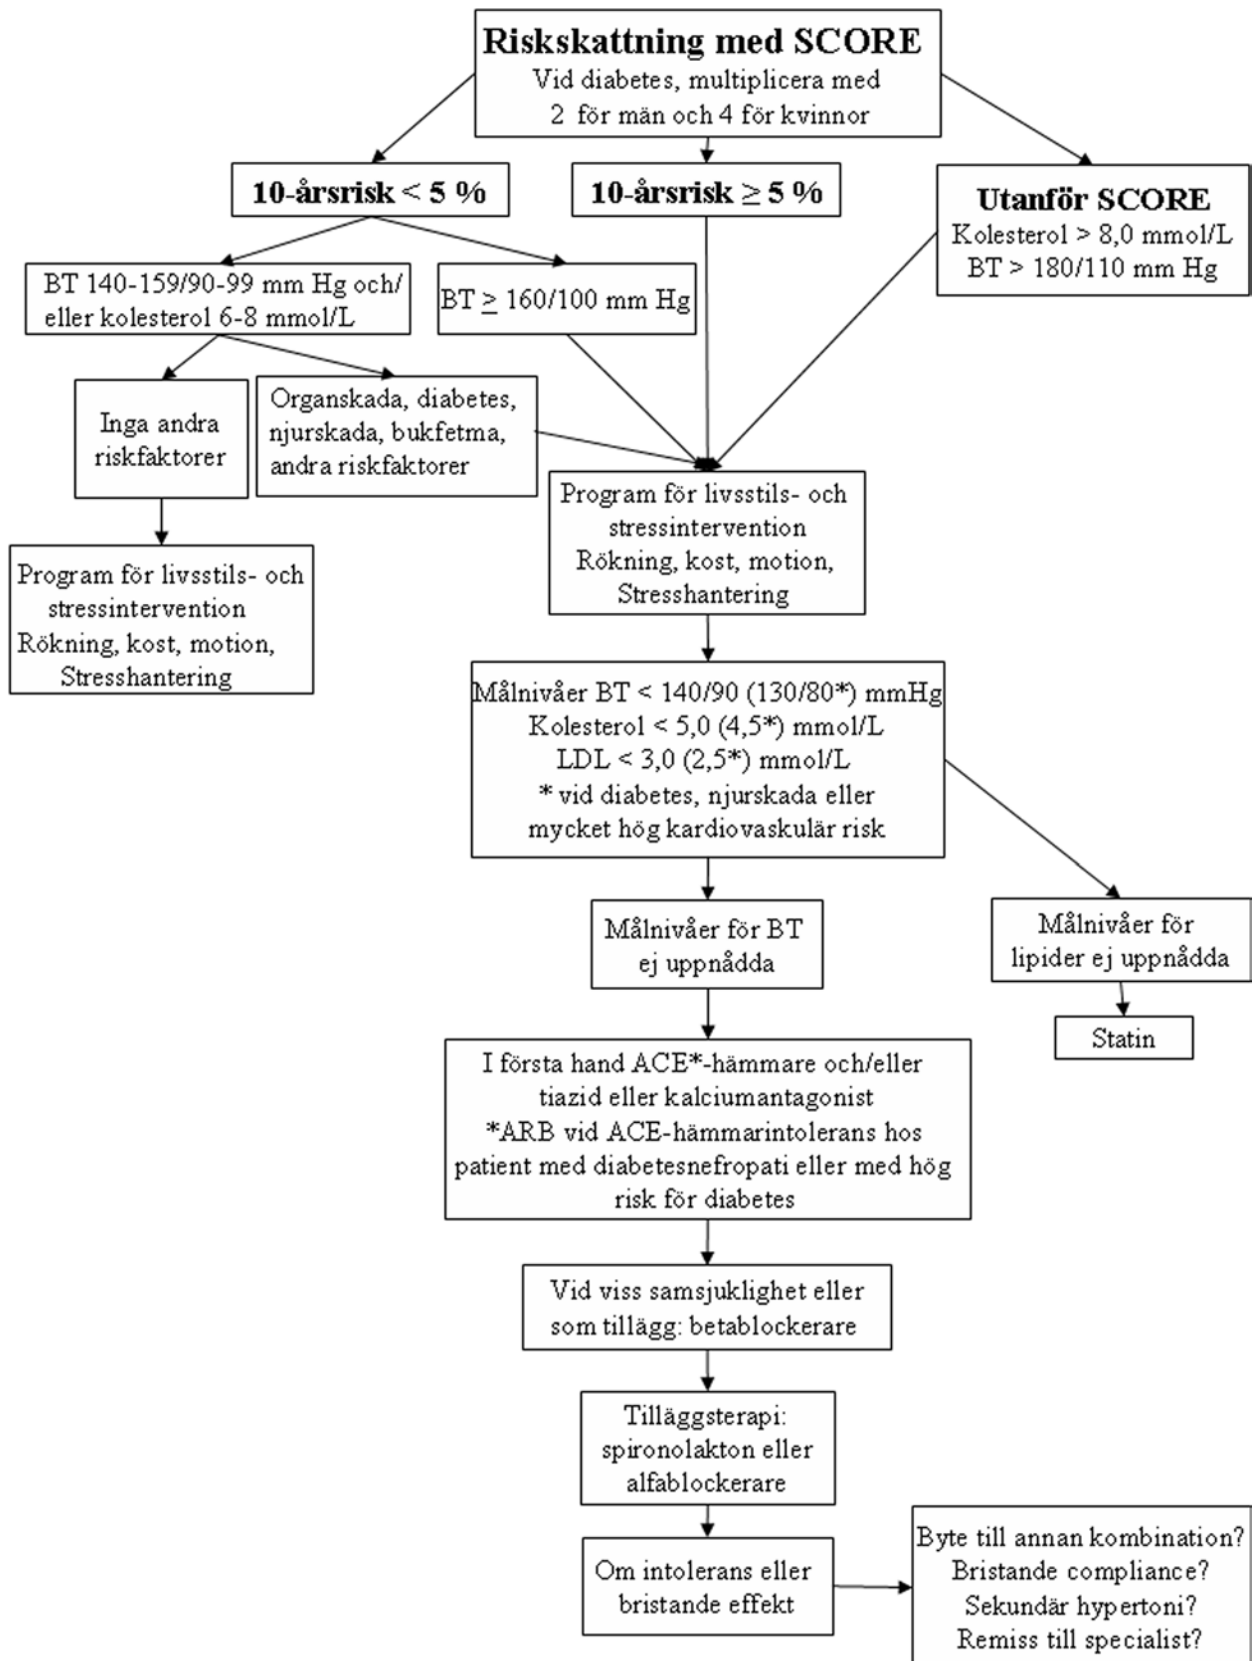 Riskskattning med SCORE
Vid diabetes, multiplicera med
2 för män och 4 för kvinnor
10-årsrisk < 5 %
10-årsrisk ≥ 5 %
Utanför SCORE
Kolesterol > 8,0 mmol/L
BT > 180/110 mm Hg
BT 140-159/90-99 mm Hg och/
eller kolesterol 6-8 mmol/L
BT ≥ 160/100 mm Hg
Inga andra
riskfaktorer
Organskada, diabetes,
njurskada, bukfetma,
andra riskfaktorer
Program för livsstils- och
stressintervention
Rökning, kost, motion,
Stresshantering
Program för livsstils- och
stressintervention
Rökning, kost, motion,
Stresshantering
Målnivåer BT < 140/90 (130/80*) mmHg
Kolesterol < 5,0 (4,5*) mmol/L
LDL < 3,0 (2,5*) mmol/L
* vid diabetes, njurskada eller
mycket hög kardiovaskulär risk
Målnivåer för BT
ej uppnådda
Målnivåer för
lipider ej uppnådda
Statin
I första hand ACE*-hämmare och/eller
tiazid eller kalciumantagonist
*ARB vid ACE-hämmarintolerans hos
patient med diabetesnefropati eller med hög
risk för diabetes
Vid viss samsjuklighet eller
som tillägg: betablockerare
Tilläggsterapi:
spironolakton eller
alfablockerare
Om intolerans eller
bristande effekt
Byte till annan kombination?
Bristande compliance?
Sekundär hypertoni?
Remiss till specialist?